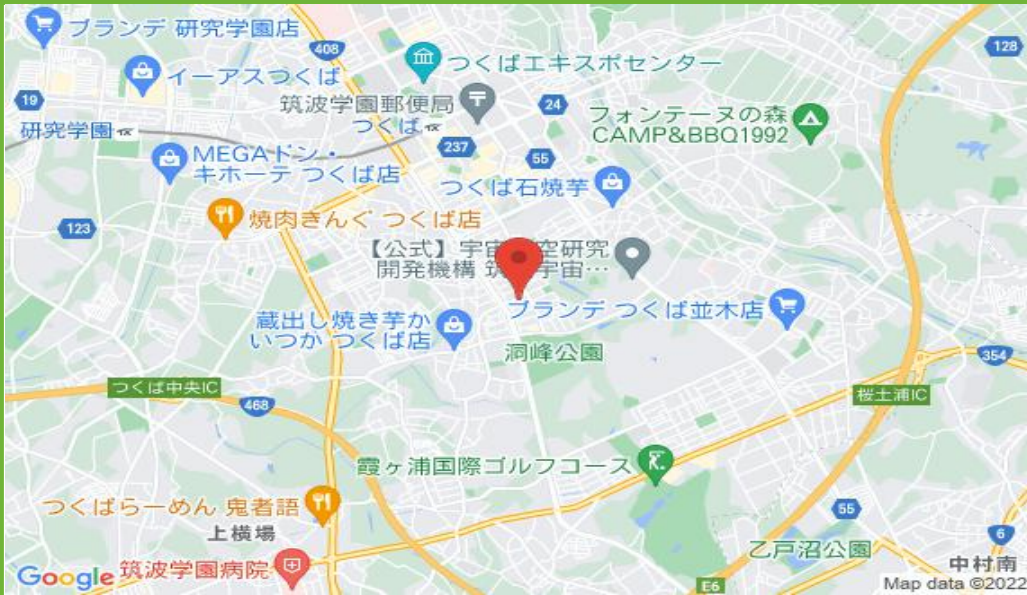 ブランデ 研究学園店
408
つくばエキスポセンター
128
イーアスつくば
19
筑波学園郵便局
つくば
24
フォンテーヌの森
CAMP&BBQ1992
研究学園
237
MEGAドン・
キホーテ つくば店
55
つくば石焼芋
123
焼肉きんぐ つくば店
【公式】宇宙
空研究
開発機構 筑
宇宙…
ブランデ つくば並木店
蔵出し焼き芋か
いつか つくば店
洞峰公園
354
つくば中央IC
468
桜土浦IC
霞ヶ浦国際ゴルフコース
つくばらーめん 鬼者語
55
上横場
6
乙戸沼公園
中村南
Google
筑波学園病院
E6
Map data ©2022